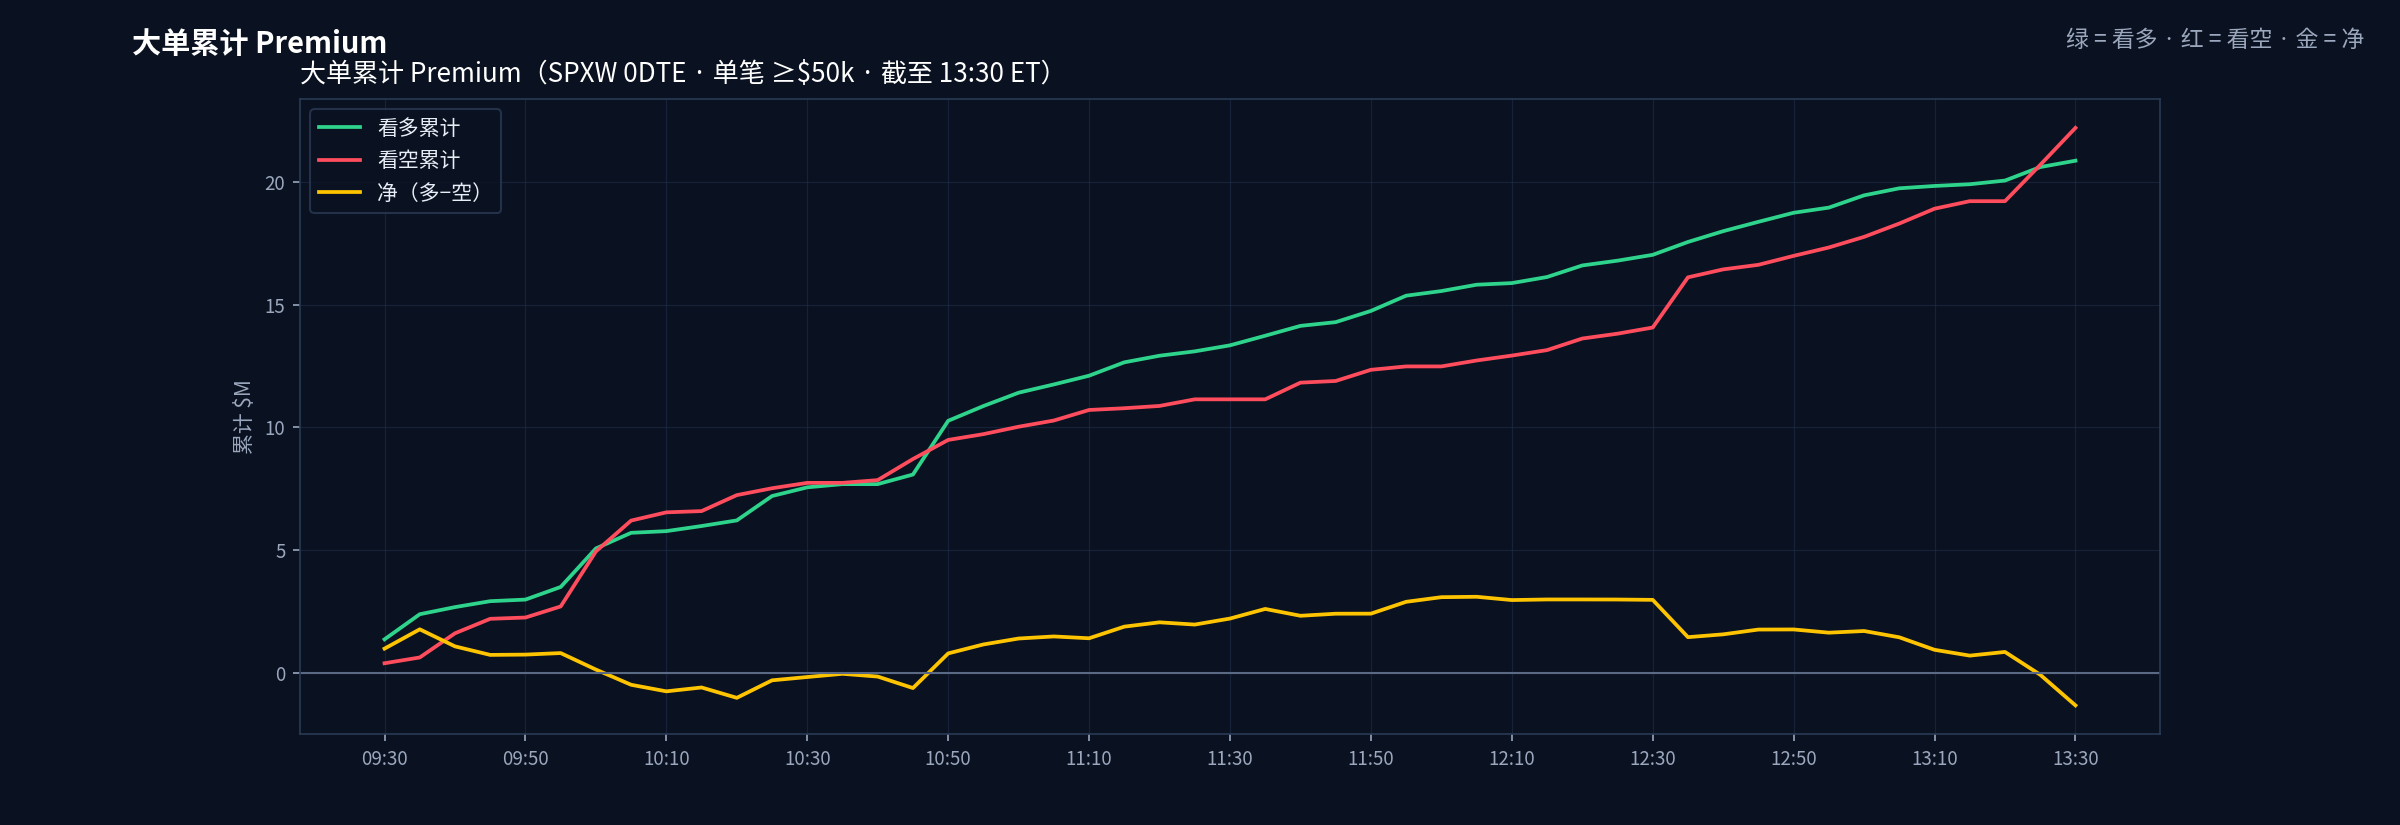 大单累计 Premium
绿 = 看多 · 红 = 看空 · 金 = 净
大单累计 Premium（SPXW 0DTE · 单笔 ≥$50k · 截至 13:30 ET）
看多累计
看空累计
净（多−空）
累计 $M
20
15
10
5
0
09:30 09:50 10:10 10:30 10:50 11:10 11:30 11:50 12:10 12:30 12:50 13:10 13:30